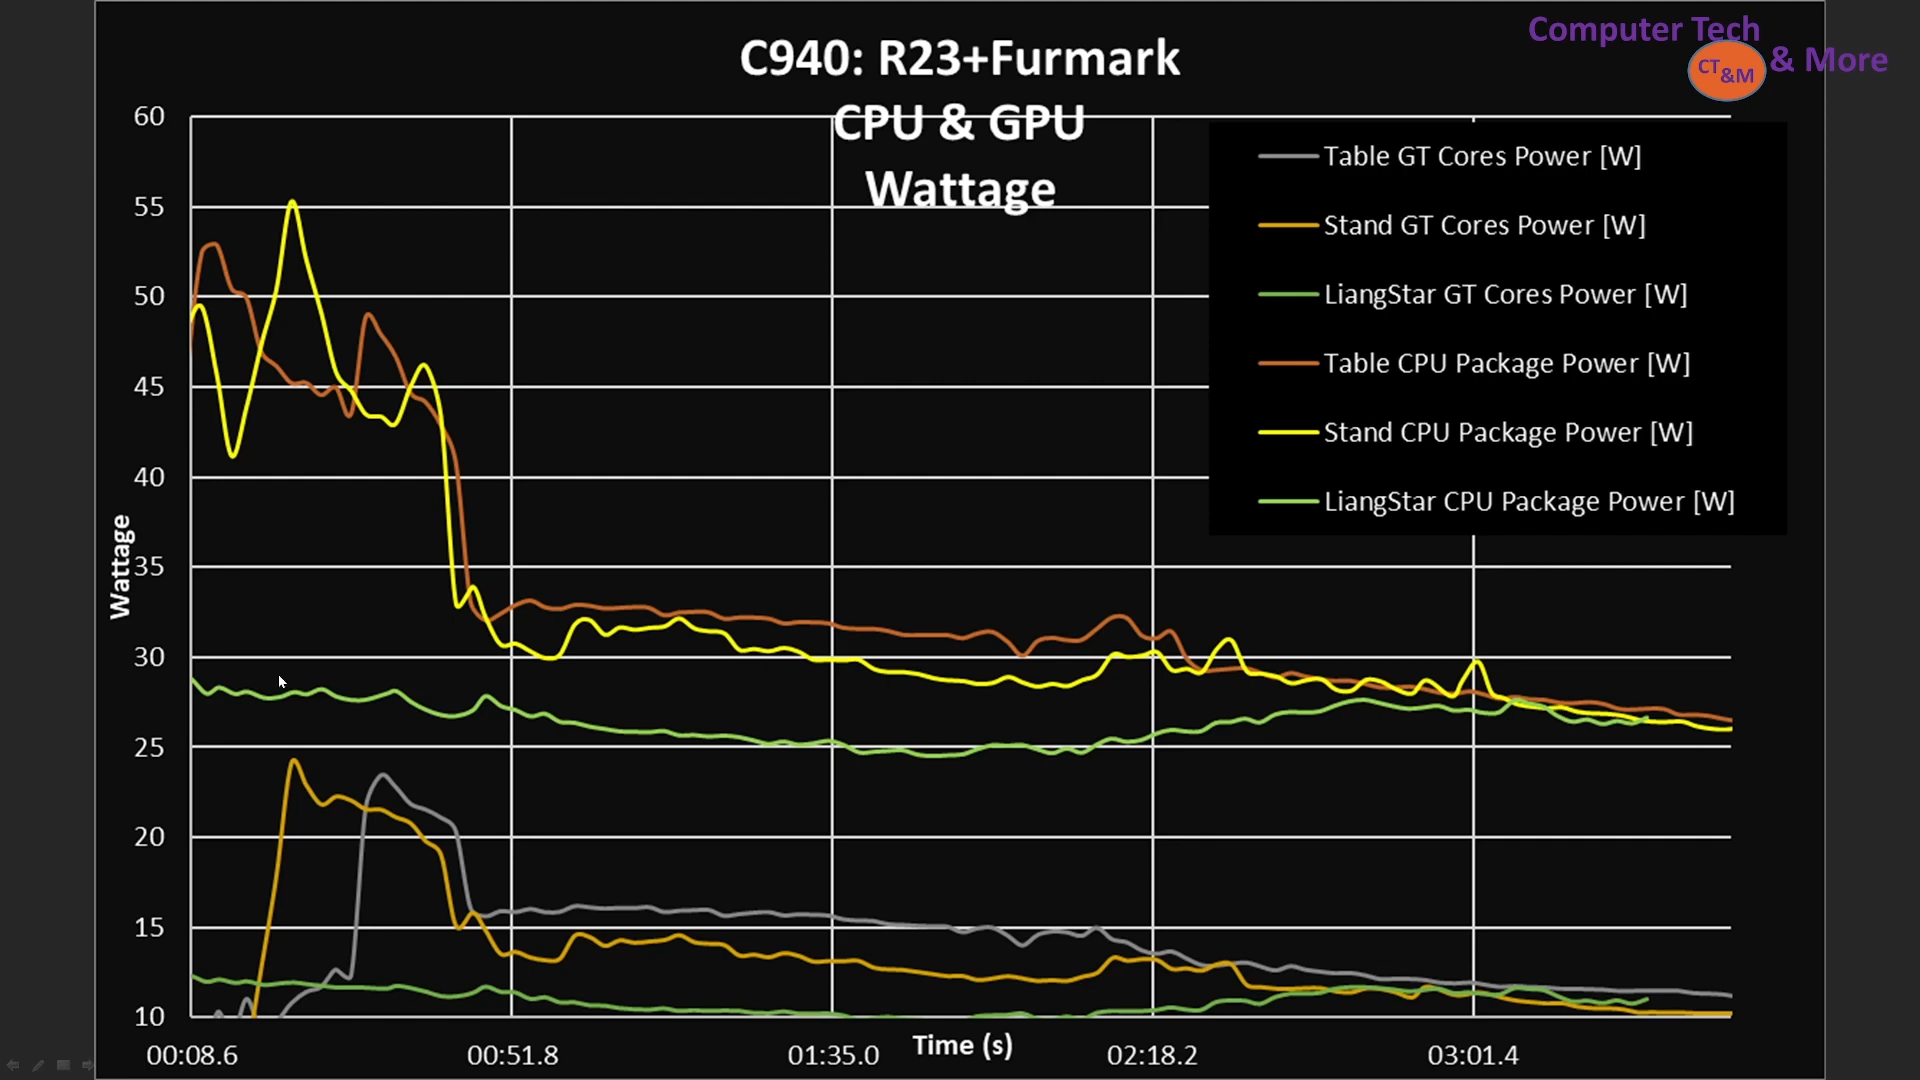 Computer Tech
& More
CT
&M
C940: R23+Furmark
CPU & GPU
Wattage
60
55
50
45
40
35
30
25
20
15
10
Wattage
Table GT Cores Power [W]
Stand GT Cores Power [W]
LiangStar GT Cores Power [W]
Table CPU Package Power [W]
Stand CPU Package Power [W]
LiangStar CPU Package Power [W]
00:08.6
00:51.8
01:35.0
02:18.2
03:01.4
Time (s)